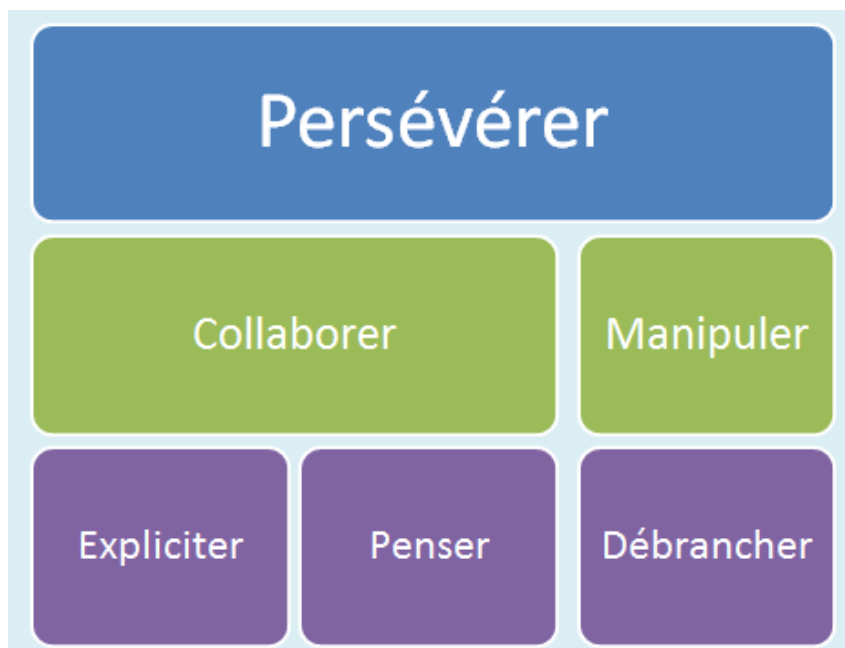 Persévérer
Collaborer
Manipuler
Expliciter
Penser
Débrancher